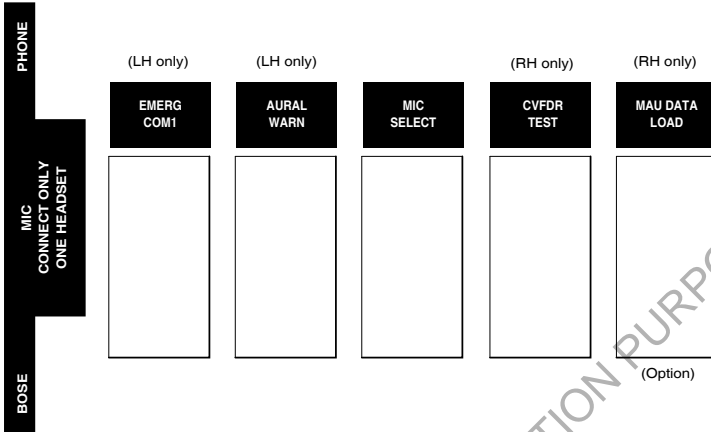 PHONE
MIC
CONNECT ONLY
ONE HEADSET
BOSE
(LH only)
(LH only)
(RH only)
(RH only)
EMERG
COM1
AURAL
WARN
MIC
SELECT
CVFDR
TEST
MAU DATA
LOAD
(Option)